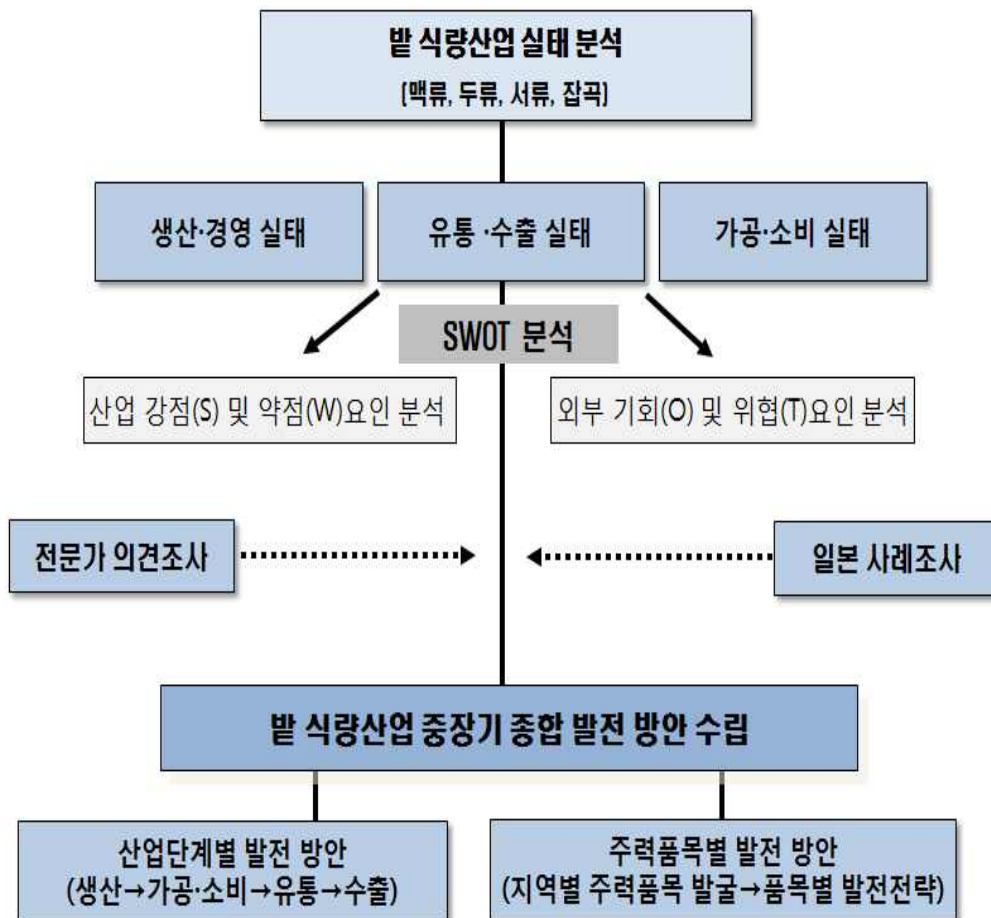 밭 식량산업 실태 분석
(맥류, 두류, 서류, 잡곡)
생산·경영 실태
유통 ·수출 실태
가공·소비 실태
SWOT 분석
산업 강점(S) 및 약점(W)요인 분석
외부 기회(O) 및 위협(T)요인 분석
전문가 의견조사
일본 사례조사
밭 식량산업 중장기 종합 발전 방안 수립
산업단계별 발전 방안
(생산→가공·소비→유통→수출)
주력품목별 발전 방안
(지역별 주력품목 발굴→품목별 발전전략)